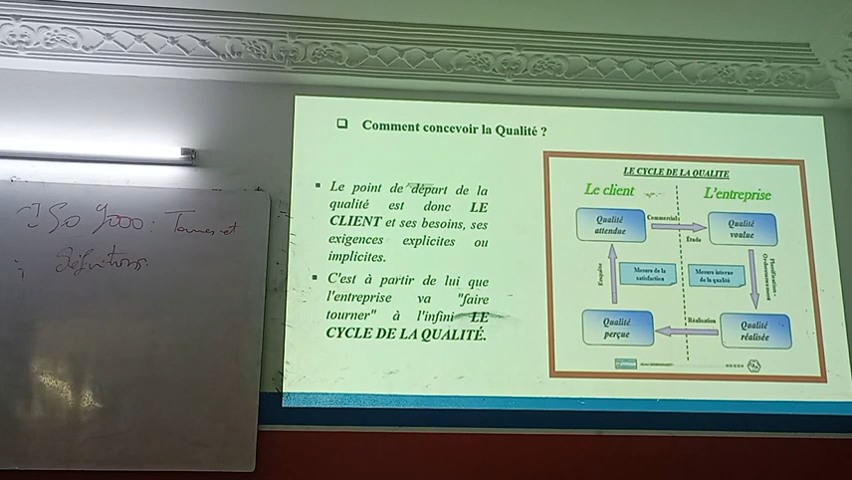 ISO 9000: Termes et
Définitions.
Comment concevoir la Qualité ?
Le point de départ de la
qualité est donc LE
CLIENT et ses besoins, ses
exigences explicites ou
implicites.
C'est à partir de lui que
l'entreprise va "faire
tourner" à l'infini LE
CYCLE DE LA QUALITÉ.
LE CYCLE DE LA QUALITE
Le client
L'entreprise
Qualité
attendue
Commercial
Etude
Qualité
voulue
Enquête
Mesure de la
satisfaction
Mesure interne
de la qualité
Planification -
Ordonnancement
Qualité
perçue
Réalisation
Qualité
réalisée